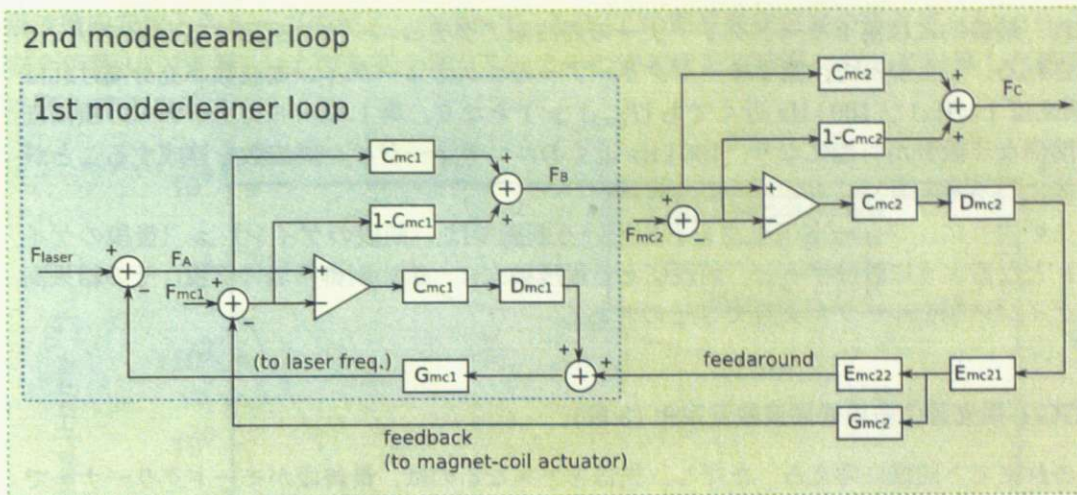 2nd modecleaner loop
1st modecleaner loop
Cmc1
1-Cmc1
FB
Flaser
FA
Fmc1
Cmc1
Dmc1
(to laser freq.)
Gmc1
feedback
(to magnet-coil actuator)
feedaround
Cmc2
1-Cmc2
FC
Fmc2
Cmc2
Dmc2
Emc22
Emc21
Gmc2